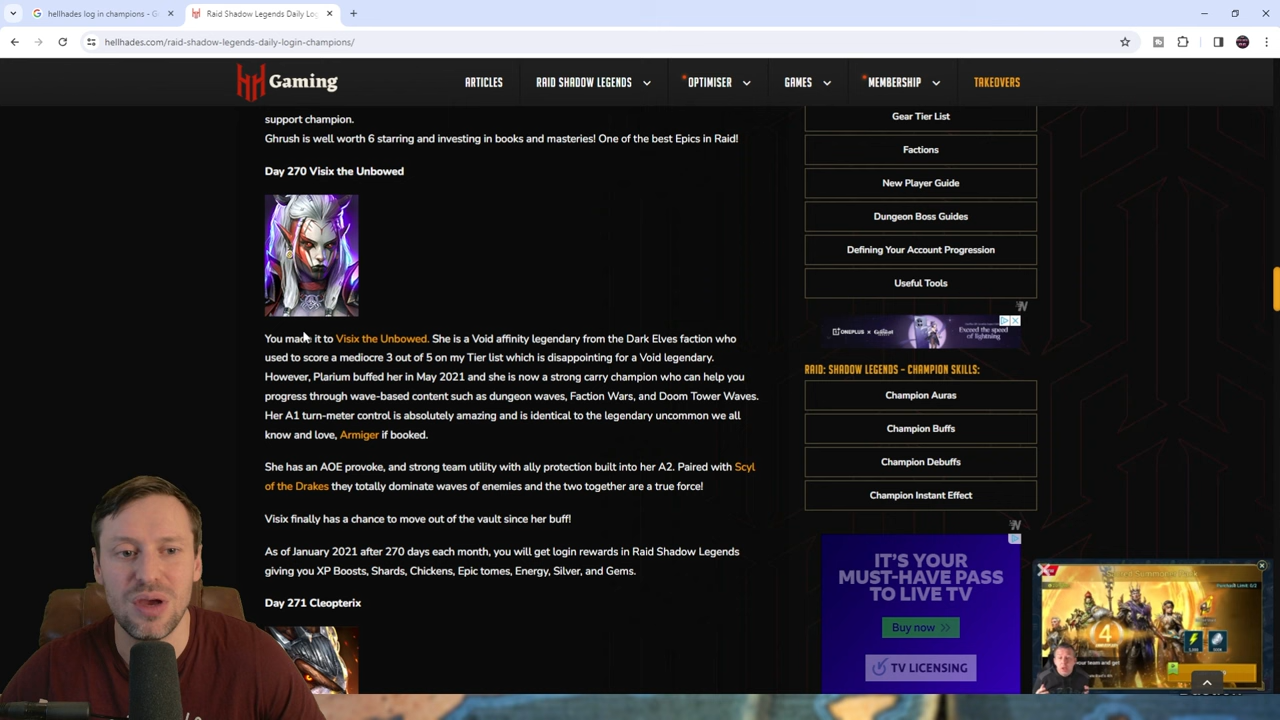 hellhades log in champions - G
Raid Shadow Legends Daily Log
hellhades.com/raid-shadow-legends-daily-login-champions/
Gaming
ARTICLES
RAID SHADOW LEGENDS
OPTIMISER
GAMES
MEMBERSHIP
TAKEOVERS
support champion.
Ghrush is well worth 6 starring and investing in books and masteries! One of the best Epics in Raid!
Day 270 Visix the Unbowed
You made it to Visix the Unbowed. She is a Void affinity legendary from the Dark Elves faction who
used to score a mediocre 3 out of 5 on my Tier list which is disappointing for a Void legendary.
However, Plarium buffed her in May 2021 and she is now a strong carry champion who can help you
progress through wave-based content such as dungeon waves, Faction Wars, and Doom Tower Waves.
Her A1 turn-meter control is absolutely amazing and is identical to the legendary uncommon we all
know and love, Armiger if booked.
She has an AOE provoke, and strong team utility with ally protection built into her A2. Paired with Scyl
of the Drakes they totally dominate waves of enemies and the two together are a true force!
Visix finally has a chance to move out of the vault since her buff!
As of January 2021 after 270 days each month, you will get login rewards in Raid Shadow Legends
giving you XP Boosts, Shards, Chickens, Epic tomes, Energy, Silver, and Gems.
Day 271 Cleopterix
Gear Tier List
Factions
New Player Guide
Dungeon Boss Guides
Defining Your Account Progression
Useful Tools
ONEPLUS × Genshin
Exceed the speed
of lightning
RAID: SHADOW LEGENDS - CHAMPION SKILLS:
Champion Auras
Champion Buffs
Champion Debuffs
Champion Instant Effect
IT'S YOUR
MUST-HAVE PASS
TO LIVE TV
Buy now >>
TV LICENSING
4
your team and get